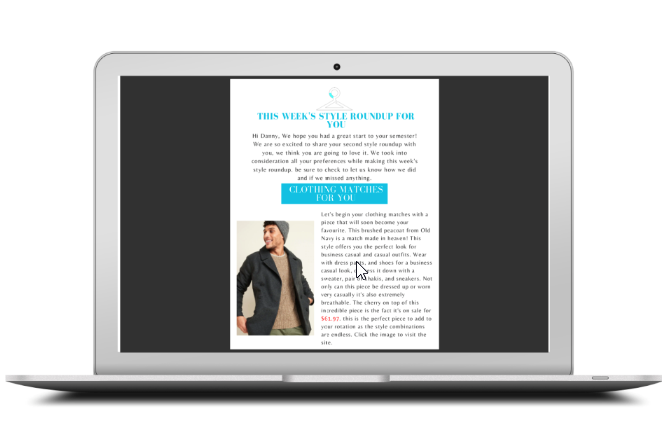 THIS WEEK'S STYLE ROUNDUP FOR
YOU
Hi Danny, We hope you had a great start to your semester!
We are so excited to share your second style roundup with
you, we think you are going to love it. We took into
consideration all your preferences while making this week's
style roundup, be sure to check to let us know how we did
and if we missed anything.
CLOTHING MATCHES
FOR YOU
Let's begin your clothing matches with a
piece that will soon become your
favourite. This brushed peacoat from Old
Navy is a match made in heaven! This
style offers you the perfect look for
business casual and casual outfits. Wear
with dress pants, and shoes for a business
casual look, dress it down with a
sweater, pair khakis, and sneakers. Not
only can this piece be dressed up or worn
very casually it's also extremely
breathable. The cherry on top of this
incredible piece is the fact it's on sale for
this is the perfect piece to add to
your rotation as the style combinations
are endless. Click the image to visit the
site.